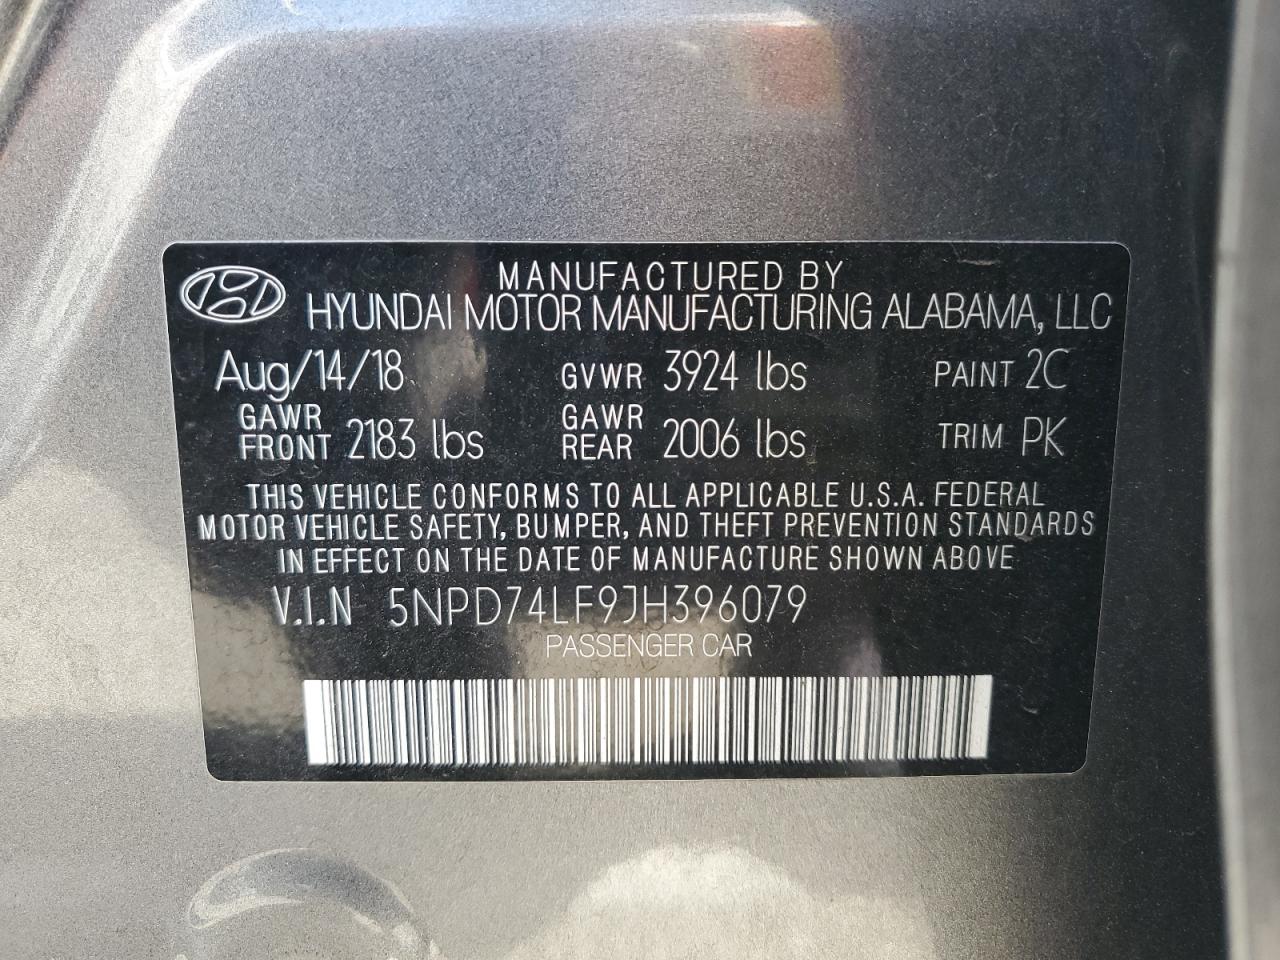 MANUFACTURED BY
HYUNDAI MOTOR MANUFACTURING ALABAMA, LLC
Aug/14/18 GVWR 3924 lbs PAINT 2C
GAWR FRONT 2183 lbs GAWR REAR 2006 lbs TRIM PK
THIS VEHICLE CONFORMS TO ALL APPLICABLE U.S.A. FEDERAL
MOTOR VEHICLE SAFETY, BUMPER, AND THEFT PREVENTION STANDARDS
IN EFFECT ON THE DATE OF MANUFACTURE SHOWN ABOVE
V.I.N 5NPD74LF9JH396079
PASSENGER CAR